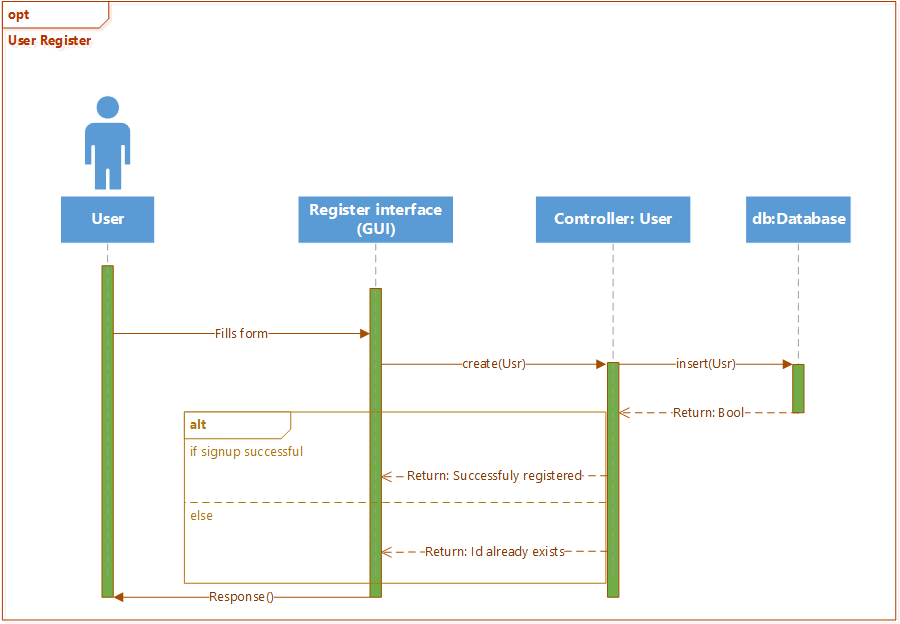 opt
User Register
User
Register interface
(GUI)
Controller: User
db:Database
Fills form
create(Usr)
insert(Usr)
Return: Bool
alt
if signup successful
Return: Successfuly registered
else
Return: Id already exists
Response()